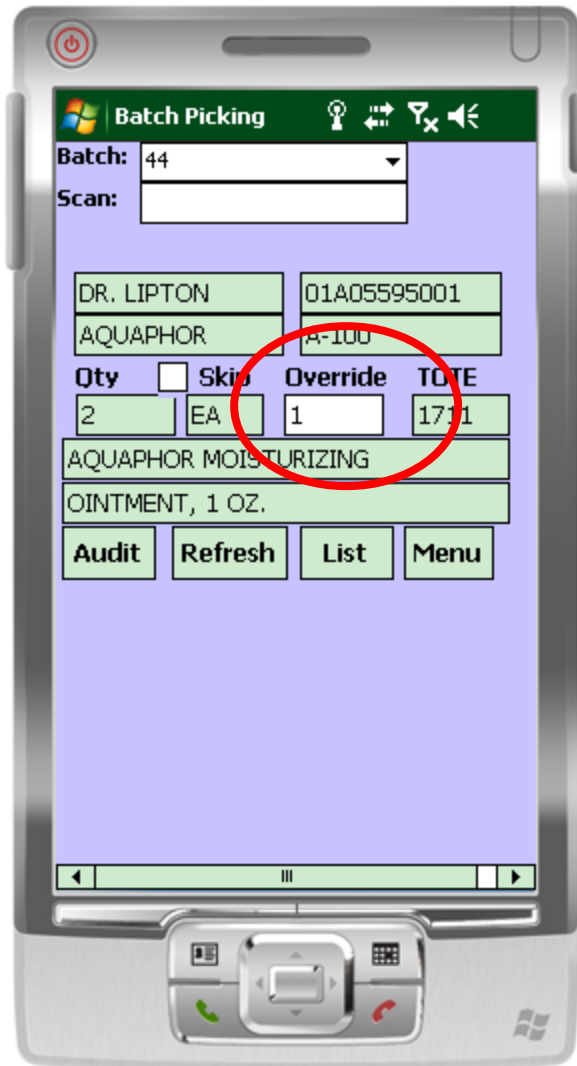 Batch Picking
Batch: 44
Scan:
DR. LIPTON 01A05595001
AQUAPHOR A-100
Qty Skip Override TOTE
2 EA 1 1711
AQUAPHOR MOISTURIZING
OINTMENT, 1 OZ.
Audit Refresh List Menu